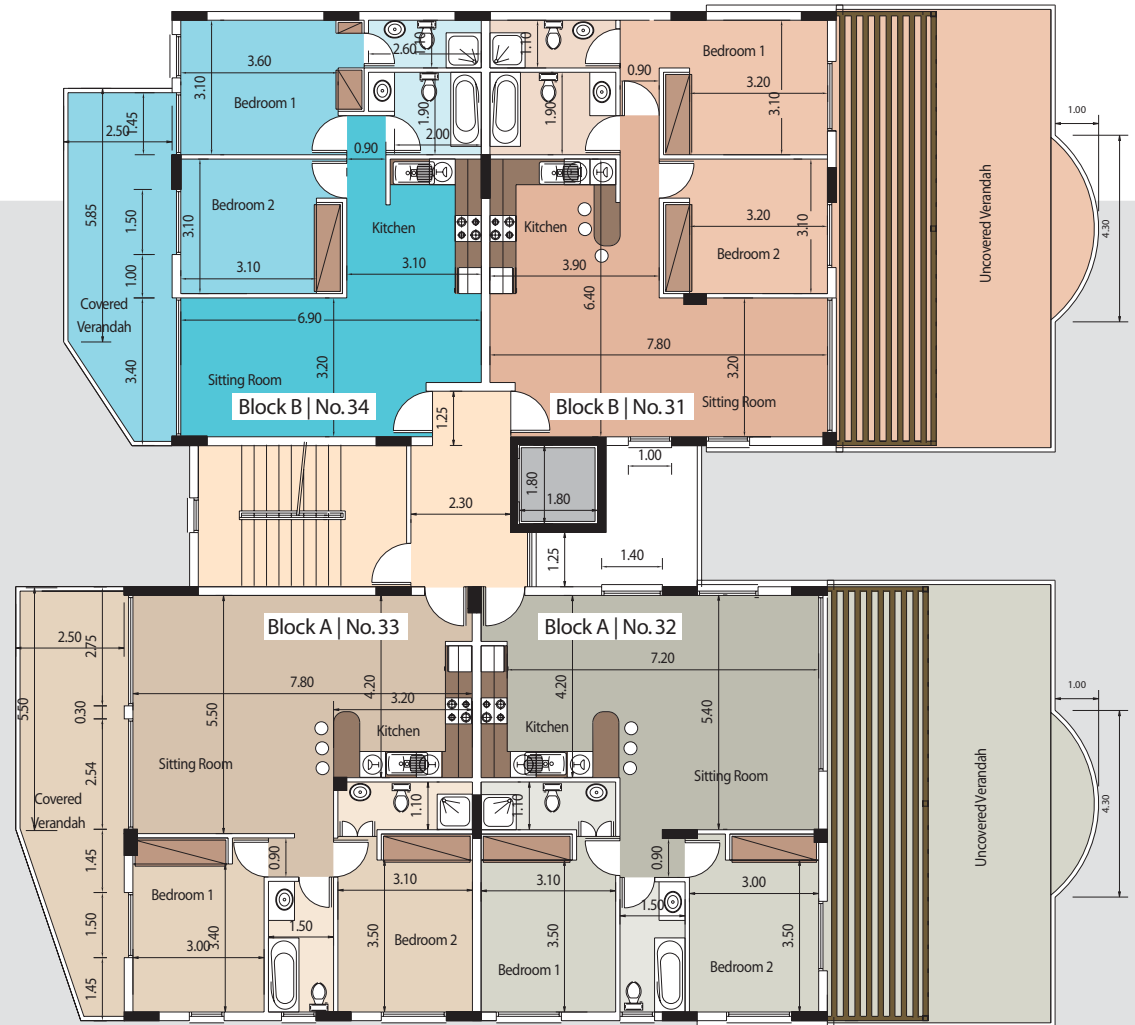 1.10
2.60
1.10
3.60
3.10
Bedroom 1
1.90
2.00
0.90
1.90
0.90
Bedroom 1
3.20
3.10
1.00
2.50
1.45
5.85
1.50
1.00
3.40
Covered
Verandah
Bedroom 2
3.10
3.10
Kitchen
3.10
6.90
3.20
Sitting Room
Block B | No. 34
Kitchen
3.90
6.40
3.20
3.10
Bedroom 2
7.80
3.20
Sitting Room
Block B | No. 31
Uncovered Verandah
4.30
1.25
2.30
1.80
1.80
1.00
1.25
1.40
Block A | No. 33
Block A | No. 32
2.50
2.75
5.50
0.30
2.54
1.45
1.50
1.45
Covered
Verandah
7.80
5.50
4.20
3.20
Kitchen
Sitting Room
1.10
0.90
Bedroom 1
3.00
3.40
1.50
3.10
3.50
Bedroom 2
4.20
7.20
5.40
Kitchen
Sitting Room
1.10
0.90
3.10
3.50
Bedroom 1
1.50
3.00
3.50
Bedroom 2
Uncovered Verandah
1.00
4.30